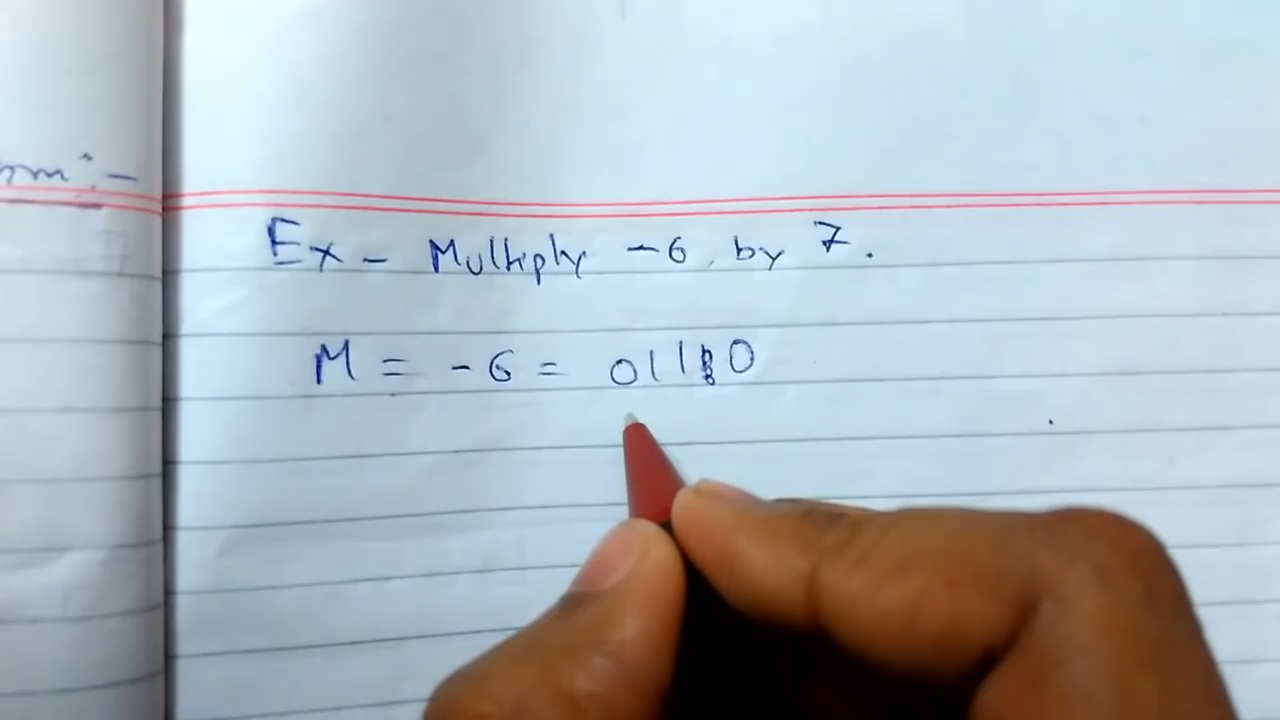 Ex - Multiply -6 by 7.
M = -6 = 0110